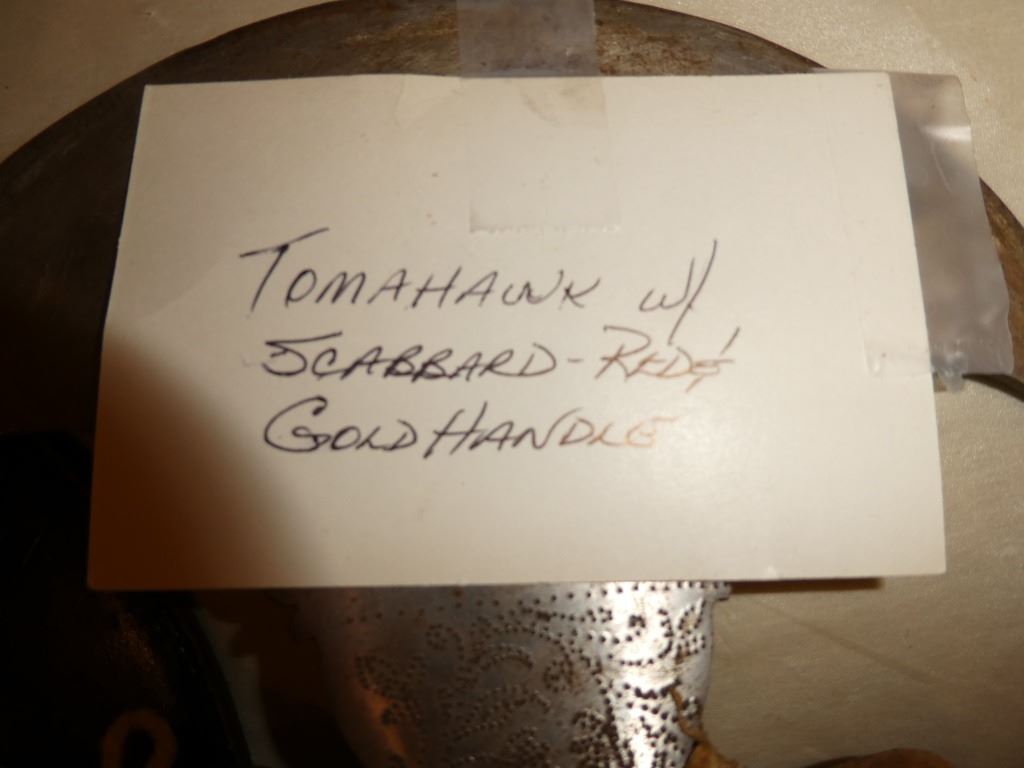 TOMAHAWK W/
SCABBARD - RED &
GOLD HANDLE